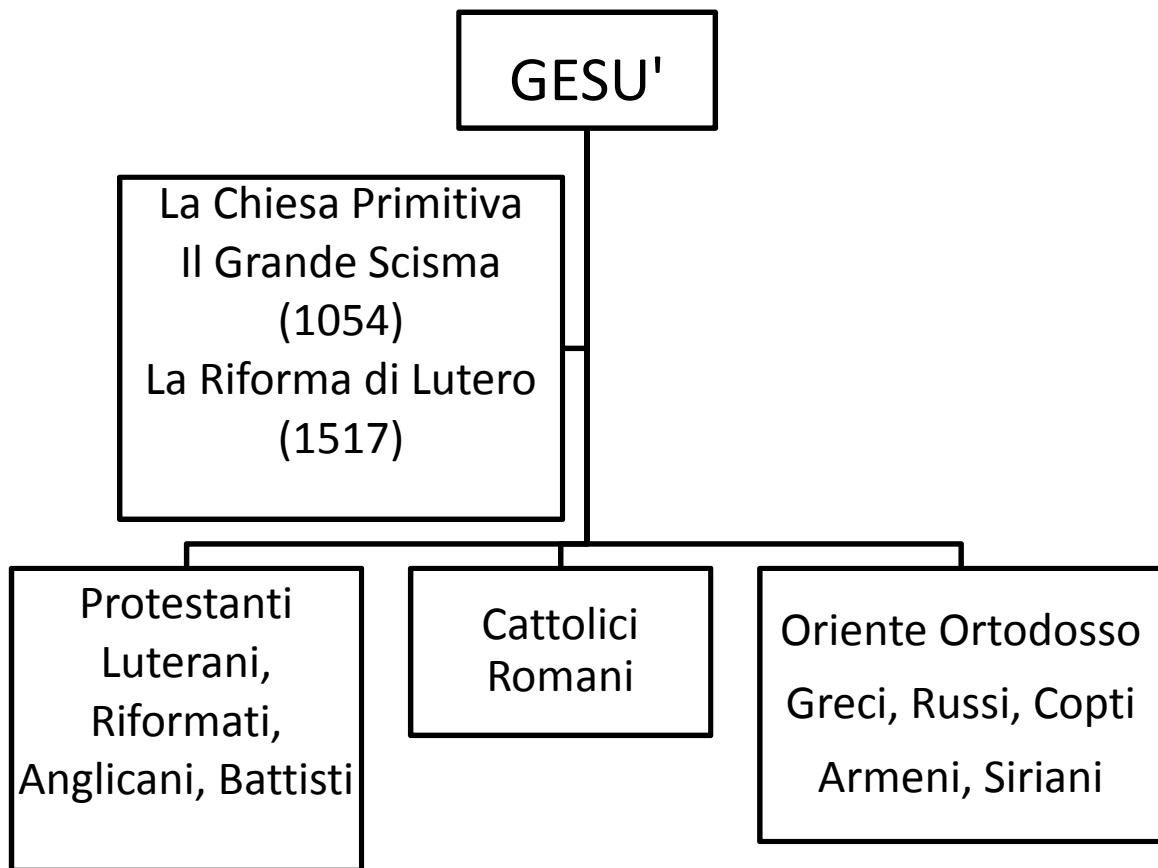 GESU'
La Chiesa Primitiva
Il Grande Scisma
(1054)
La Riforma di Lutero
(1517)
Protestanti
Luterani,
Riformati,
Anglicani, Battisti
Cattolici
Romani
Oriente Ortodosso
Greci, Russi, Copti
Armeni, Siriani